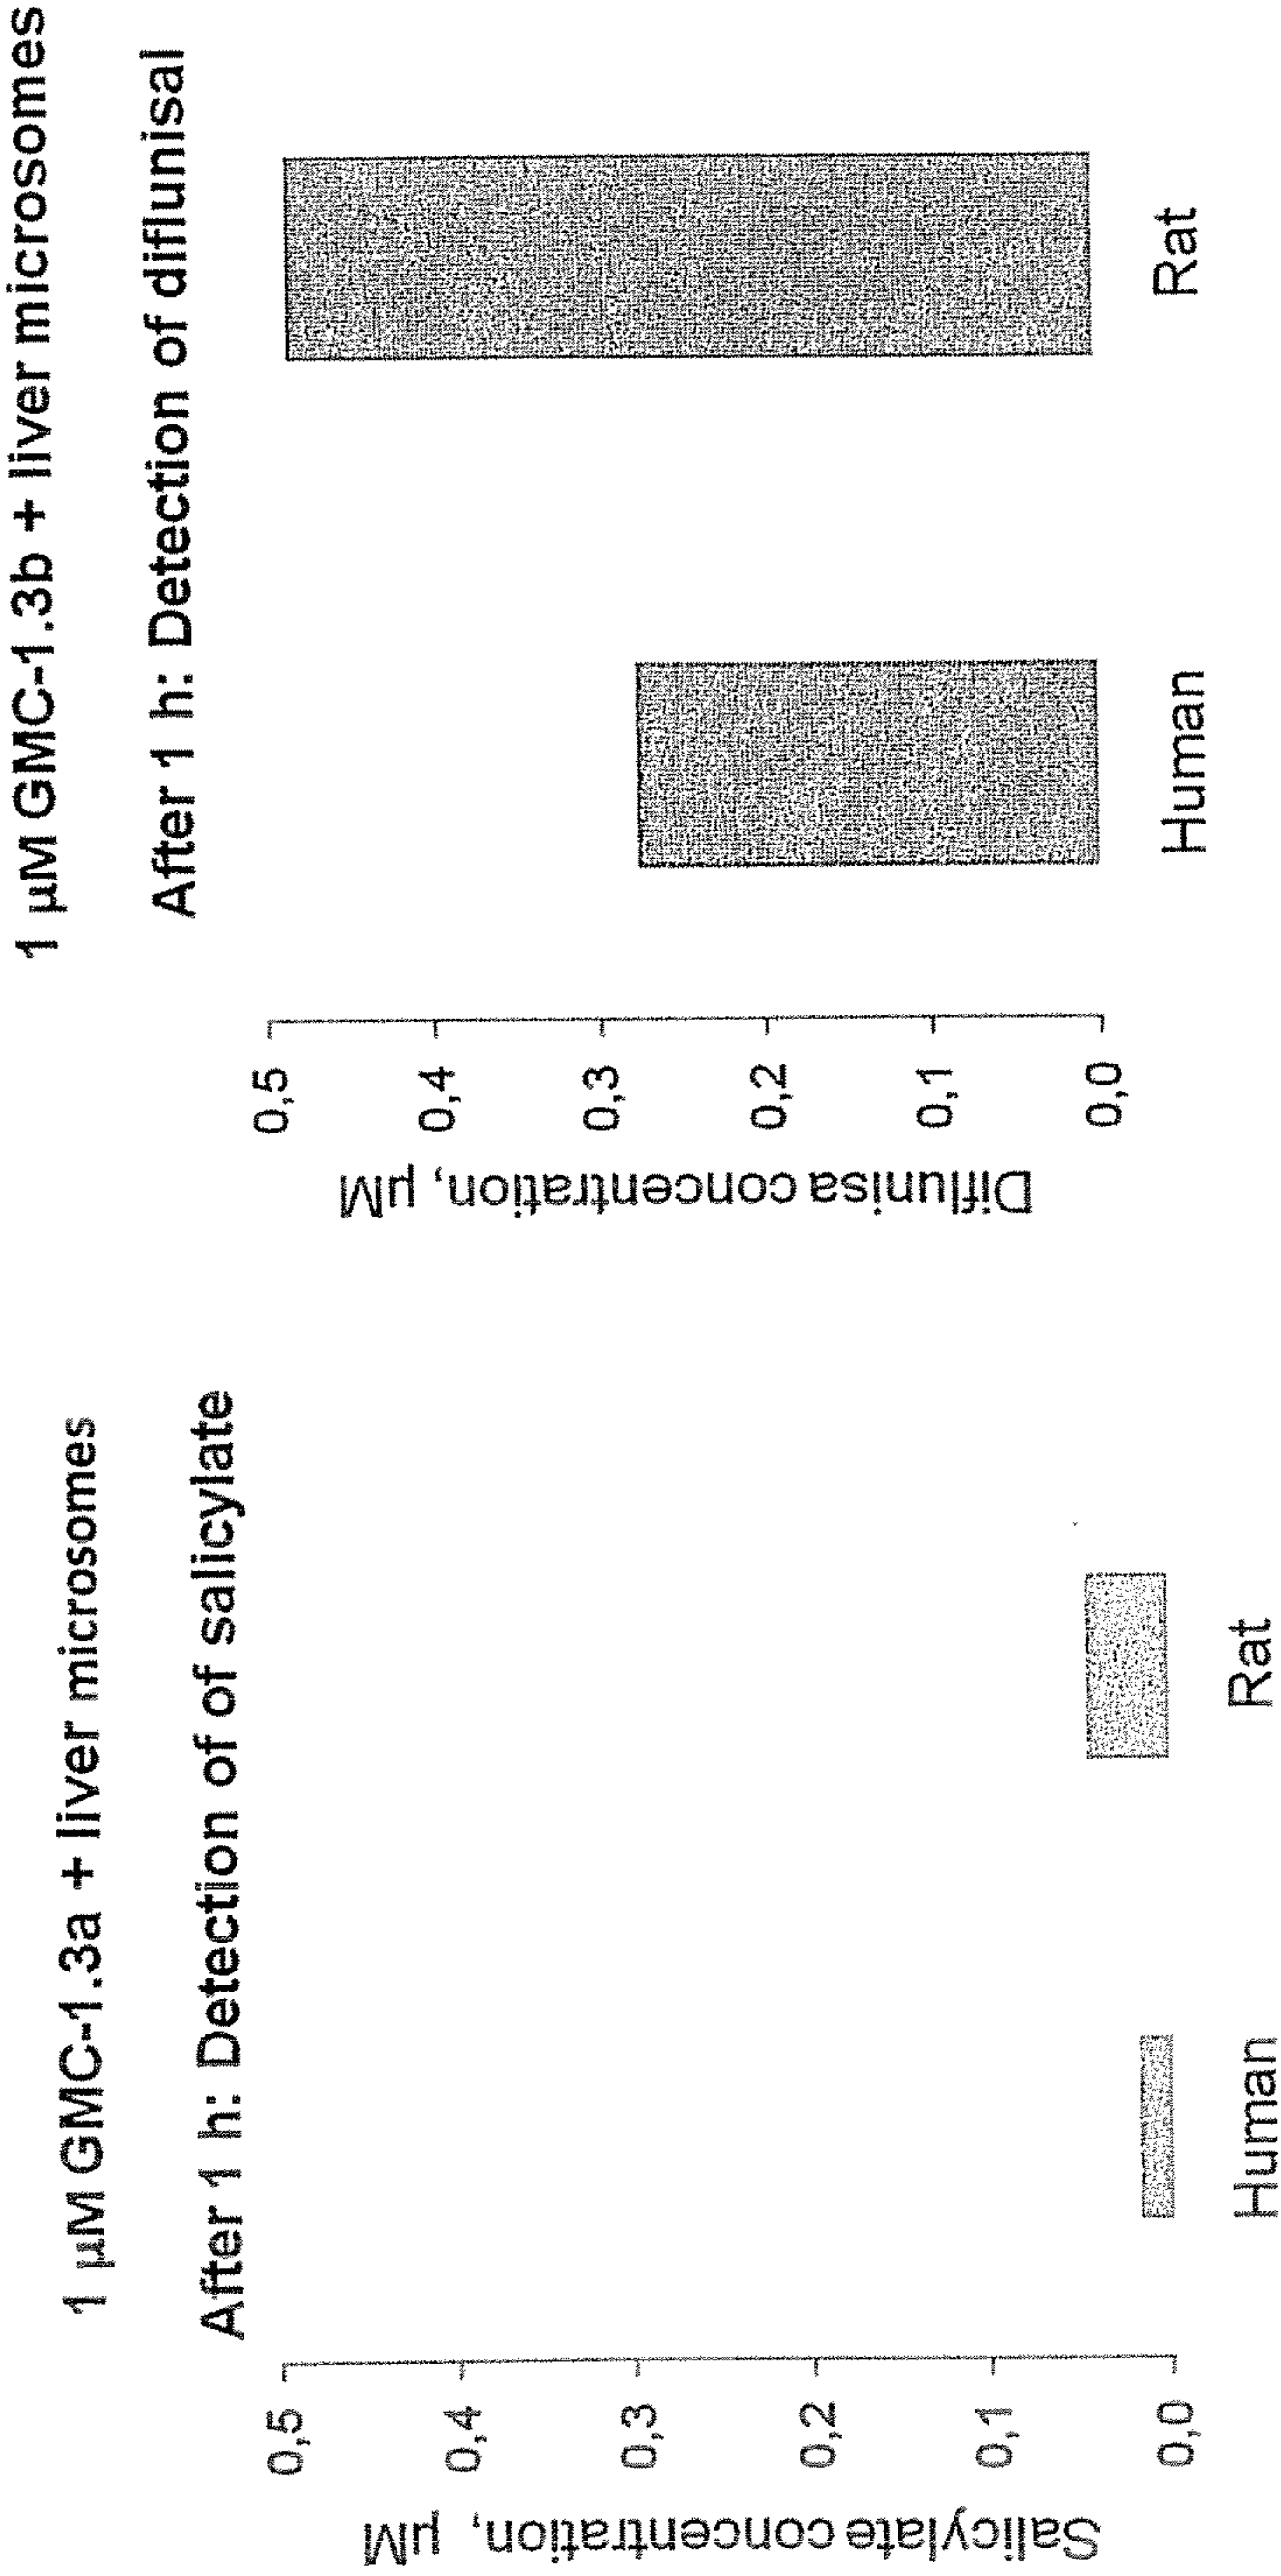 1 µM GMC-1.3a + liver microsomes
After 1 h: Detection of of salicylate
Salicylate concentration, µM
0,5
0,4
0,3
0,2
0,1
0,0
Human
Rat
1 µM GMC-1.3b + liver microsomes
After 1 h: Detection of diflunisal
Diflunisa concentration, µM
0,5
0,4
0,3
0,2
0,1
0,0
Human
Rat